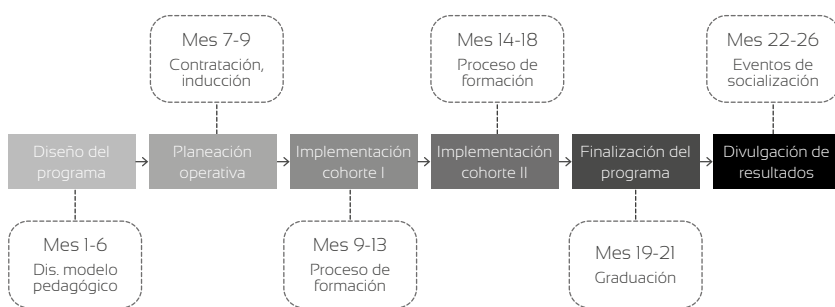 Mes 7-9
Contratación,
inducción
Mes 14-18
Proceso de
formación
Mes 22-26
Eventos de
socialización
Diseño del
programa
Planeación
operativa
Implementación
cohorte I
Implementación
cohorte II
Finalización del
programa
Divulgación de
resultados
Mes 1-6
Dis. modelo
pedagógico
Mes 9-13
Proceso de
formación
Mes 19-21
Graduación